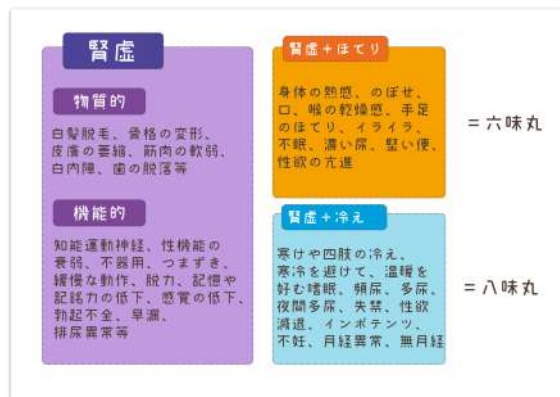 腎虚
物質的
白髪脱毛、骨格の変形、
皮膚の萎縮、筋肉の軟弱、
白内障、歯の脱落等
機能的
知能運動神経、性機能の
衰弱、不器用、つまずき、
緩慢な動作、脱力、記憶や
記銘力の低下、感覚の低下、
勃起不全、早漏、
排尿異常等
腎虚+ほてり
身体の熱感、のぼせ、
口、喉の乾燥感、手足
のほてり、イライラ、
不眠、濃い尿、堅い便、
性欲の亢進
=六味丸
腎虚+冷え
寒けや四肢の冷え、
寒冷を避けて、温暖を
好む嗜眠、頻尿、多尿、
夜間多尿、失禁、性欲
減退、インポテンツ、
不妊、月経異常、無月経
=八味丸